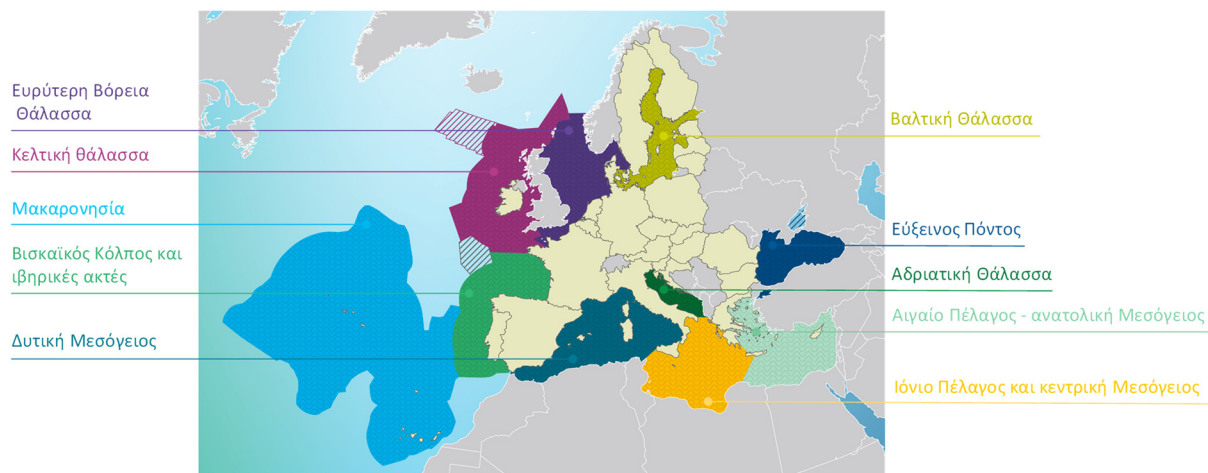 Ευρύτερη Βόρεια
Θάλασσα
Κελτική θάλασσα
Μακαρονησία
Βισκαϊκός Κόλπος και
ιβηρικές ακτές
Δυτική Μεσόγειος
Βαλτική Θάλασσα
Εύξεινος Πόντος
Αδριατική Θάλασσα
Αιγαίο Πέλαγος - ανατολική Μεσόγειος
Ιόνιο Πέλαγος και κεντρική Μεσόγειος